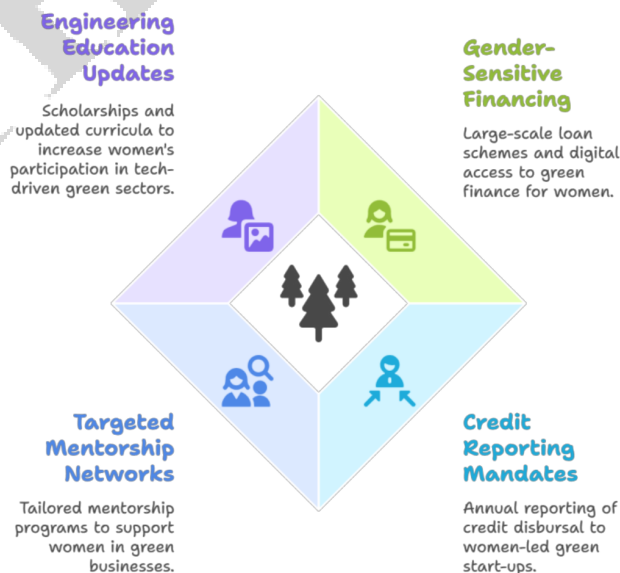 Engineering
Education
Updates
Scholarships and
updated curricula to
increase women's
participation in tech-
driven green sectors.
Gender-
Sensitive
Financing
Large-scale loan
schemes and digital
access to green
finance for women.
Targeted
Mentorship
Networks
Tailored mentorship
programs to support
women in green
businesses.
Credit
Reporting
Mandates
Annual reporting of
credit disbursal to
women-led green
start-ups.